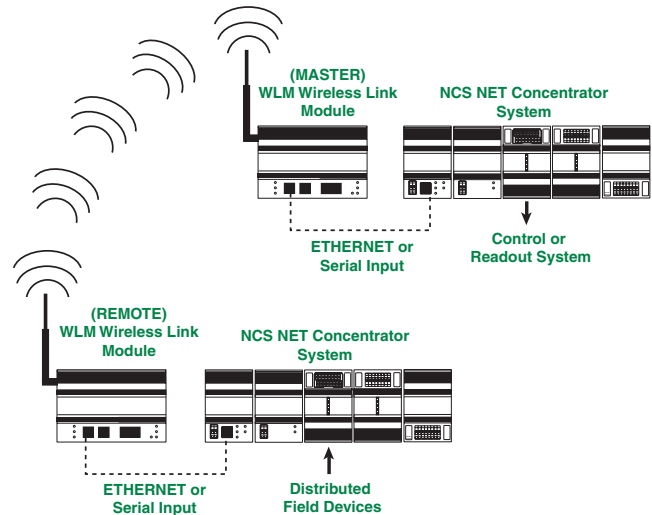 (MASTER)
WLM Wireless Link
Module
NCS NET Concentrator
System
ETHERNET or
Serial Input
Control or
Readout System
(REMOTE)
WLM Wireless Link
Module
NCS NET Concentrator
System
ETHERNET or
Serial Input
Distributed
Field Devices